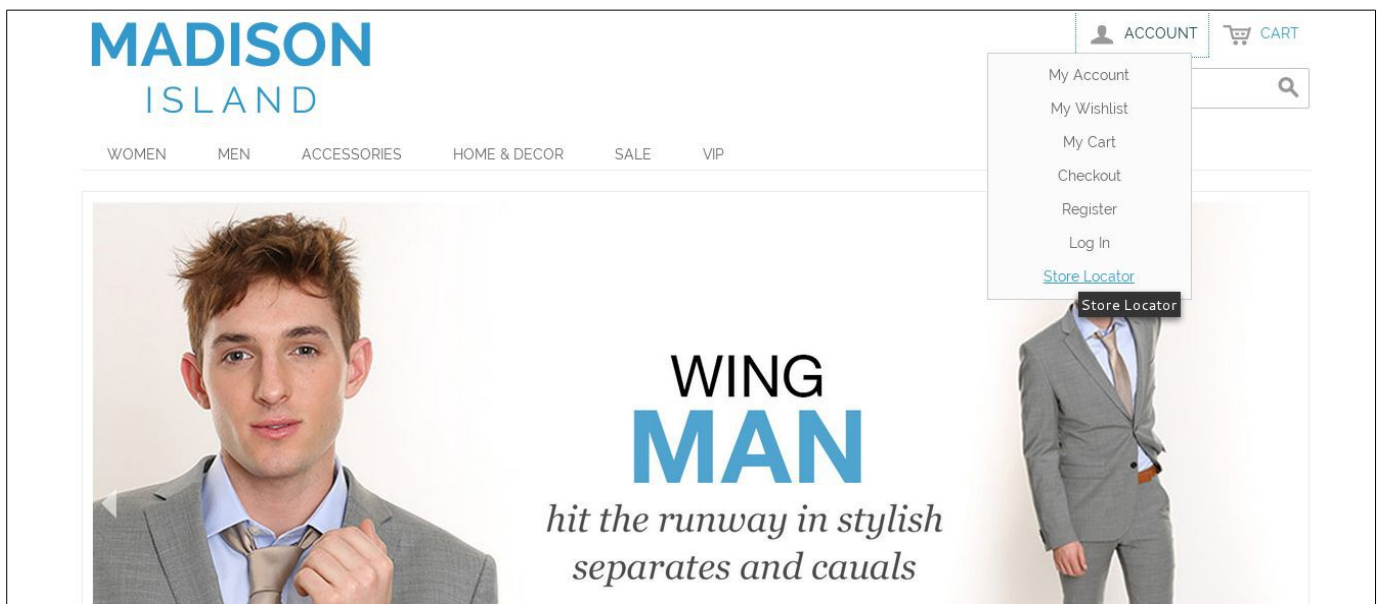 MADISON
ISLAND
ACCOUNT
CART
My Account
My Wishlist
My Cart
Checkout
Register
Log In
Store Locator
Store Locator
WOMEN MEN ACCESSORIES HOME & DECOR SALE VIP
WING
MAN
hit the runway in stylish
separates and cauals